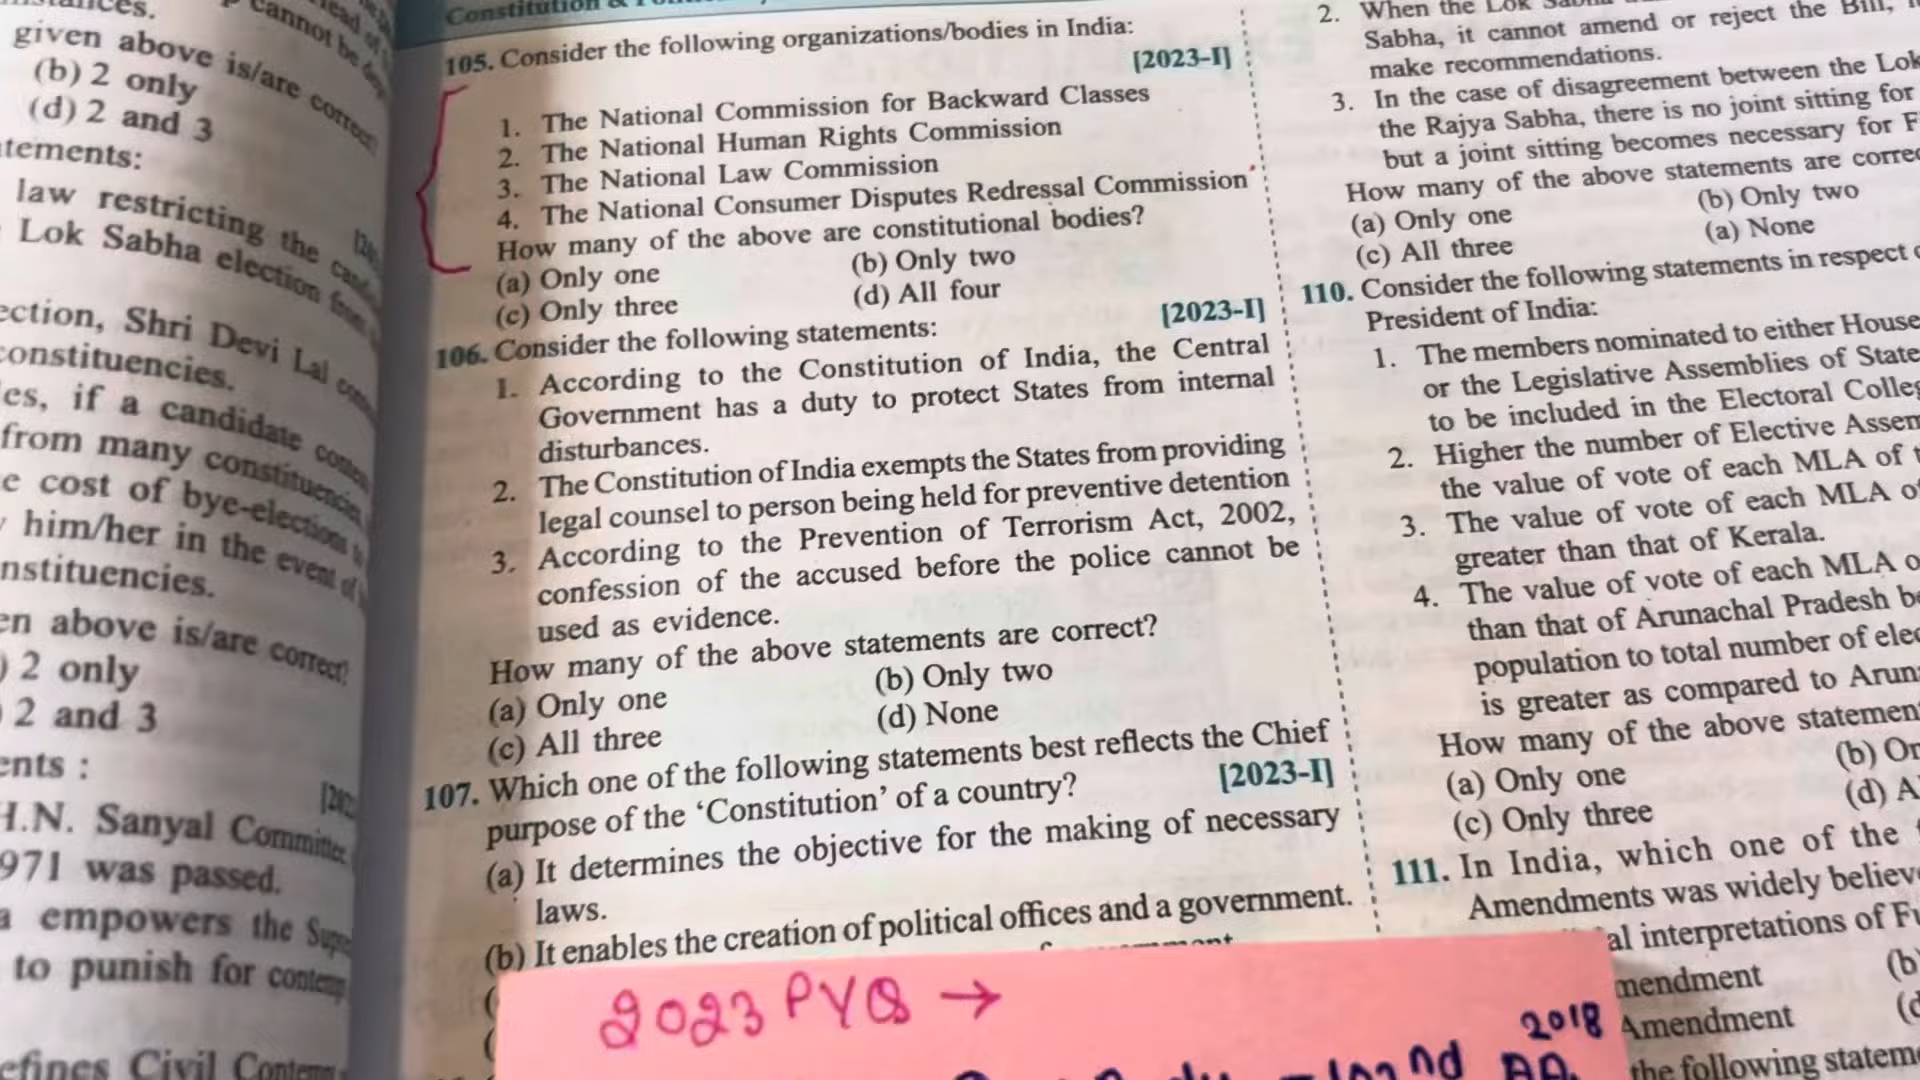 given above is/are correct?
(b) 2 only
(d) 2 and 3
tements:
law restricting the
Lok Sabha election from
ection, Shri Devi Lal
constituencies.
es, if a candidate
from many constituencies
e cost of bye-elections
him/her in the event of
nstituencies.
en above is/are correct?
2 only
2 and 3
ents :
H.N. Sanyal Committee
971 was passed.
a empowers the
to punish for
efines Civil
Constitution &
105. Consider the following organizations/bodies in India:
[2023-I]
1. The National Commission for Backward Classes
2. The National Human Rights Commission
3. The National Law Commission
4. The National Consumer Disputes Redressal Commission
How many of the above are constitutional bodies?
(a) Only one (b) Only two
(c) Only three (d) All four
106. Consider the following statements: [2023-I]
1. According to the Constitution of India, the Central
Government has a duty to protect States from internal
disturbances.
2. The Constitution of India exempts the States from providing
legal counsel to person being held for preventive detention
3. According to the Prevention of Terrorism Act, 2002,
confession of the accused before the police cannot be
used as evidence.
How many of the above statements are correct?
(a) Only one (b) Only two
(c) All three (d) None
107. Which one of the following statements best reflects the Chief
purpose of the ‘Constitution’ of a country? [2023-I]
(a) It determines the objective for the making of necessary
laws.
(b) It enables the creation of political offices and a government.
2. When the Lok
Sabha, it cannot amend or reject the Bill,
make recommendations.
3. In the case of disagreement between the Lok
the Rajya Sabha, there is no joint sitting for
but a joint sitting becomes necessary for F
How many of the above statements are correc
(a) Only one (b) Only two
(c) All three (a) None
110. Consider the following statements in respect
President of India:
1. The members nominated to either House
or the Legislative Assemblies of State
to be included in the Electoral Colleg
2. Higher the number of Elective Assem
the value of vote of each MLA of
3. The value of vote of each MLA o
greater than that of Kerala.
4. The value of vote of each MLA o
than that of Arunachal Pradesh be
population to total number of elec
is greater as compared to Aruna
How many of the above statement
(a) Only one (b) On
(c) Only three (d) A
111. In India, which one of the
Amendments was widely believe
al interpretations of Fu
mendment (b
Amendment
the following stateme
2023 PYQ →
2018